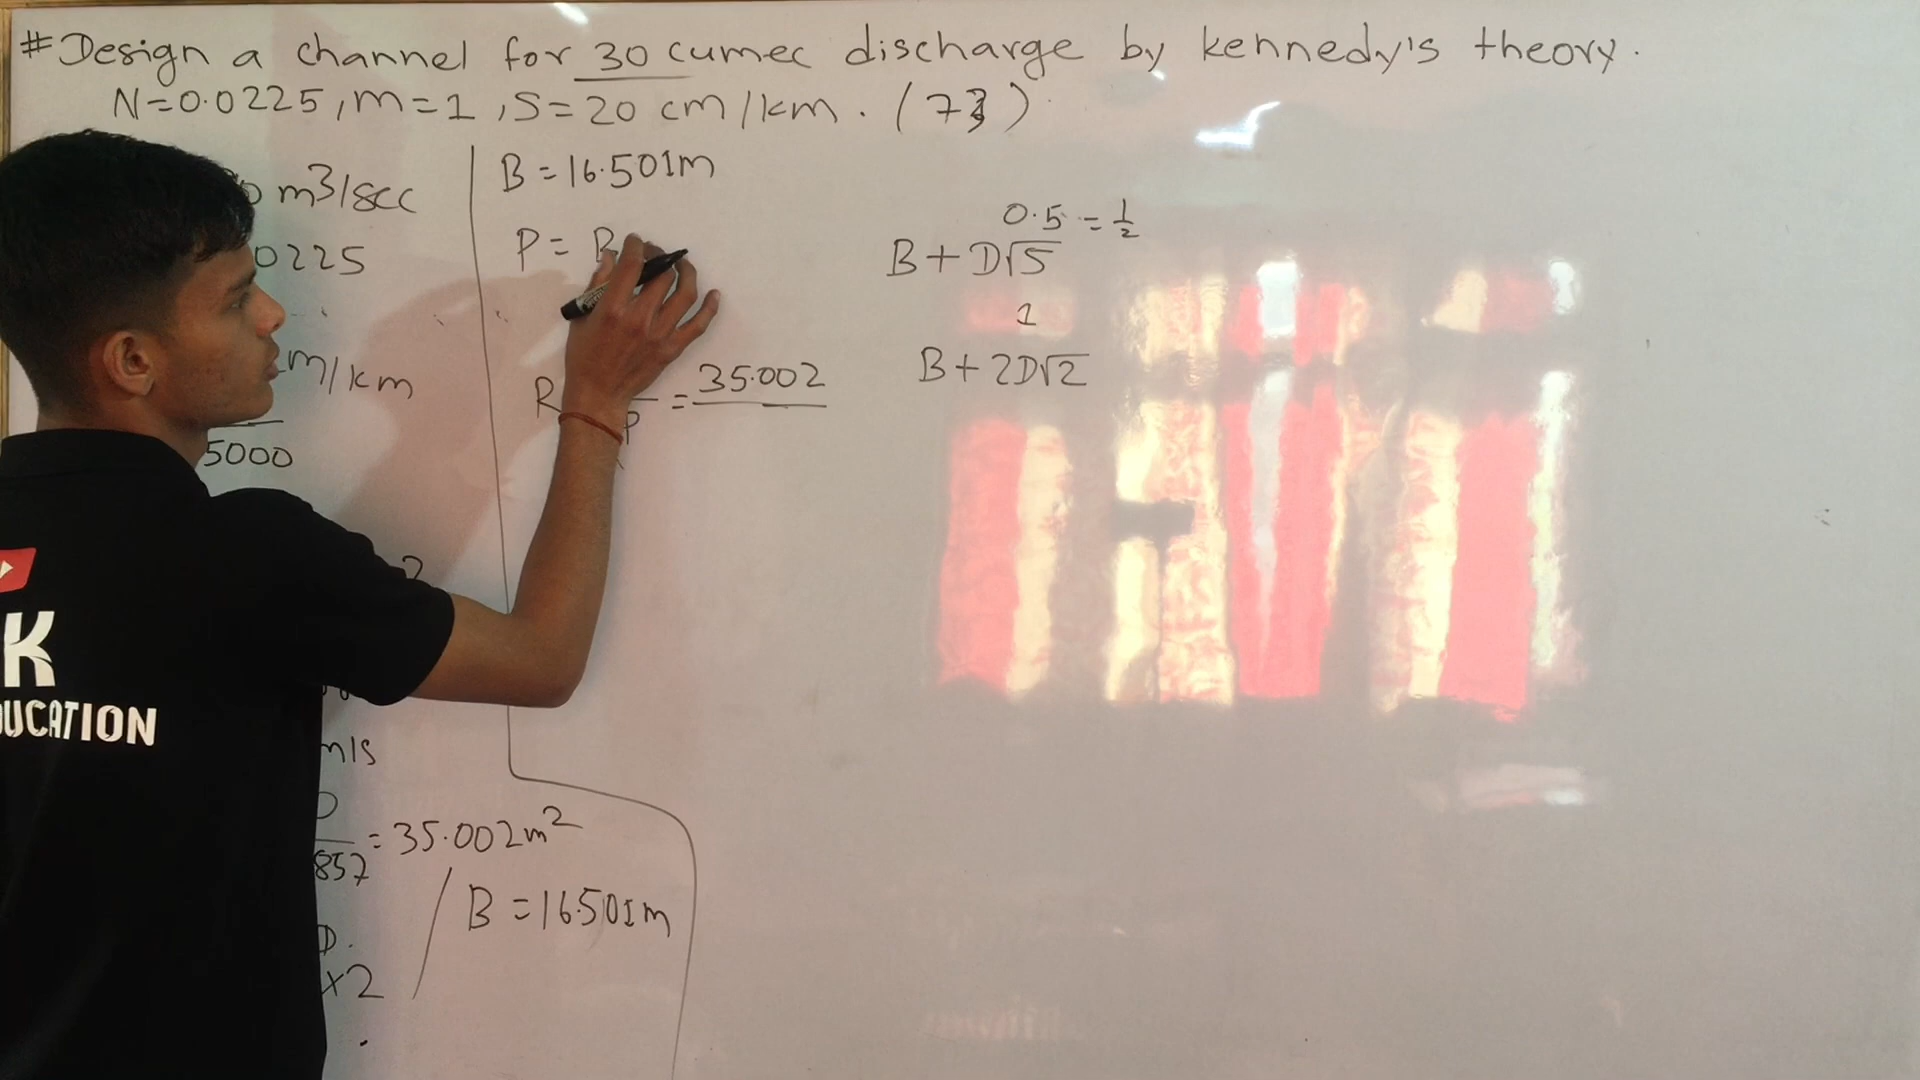 # Design a channel for 30 cumec discharge by kennedy's theory.
N=0.0225, m=1, S=20 cm/km. (73)
m3/sec
0225
m/km
5000
m/s
857
=35.002m2
B=16.501m
D.
x2
B=16.501m
P= B
R
P
= 35.002
0.5 = 1/2
B+D√5
1
B+2D√2
K
DUCATION